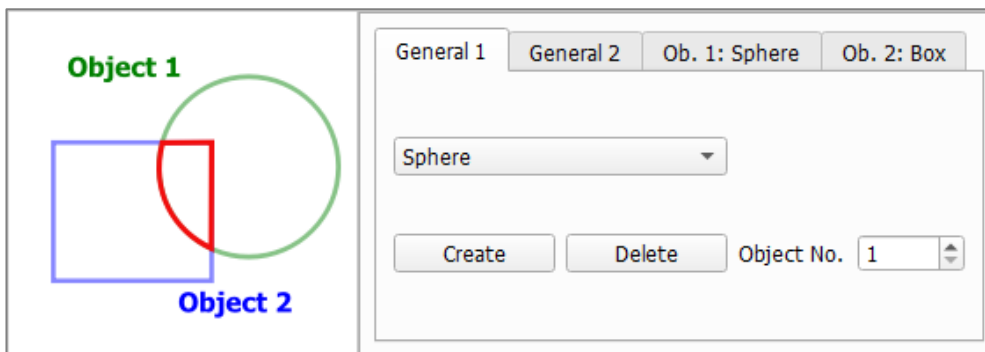 Object 1
Object 2
General 1
General 2
Ob. 1: Sphere
Ob. 2: Box
Sphere
Create
Delete
Object No.
1